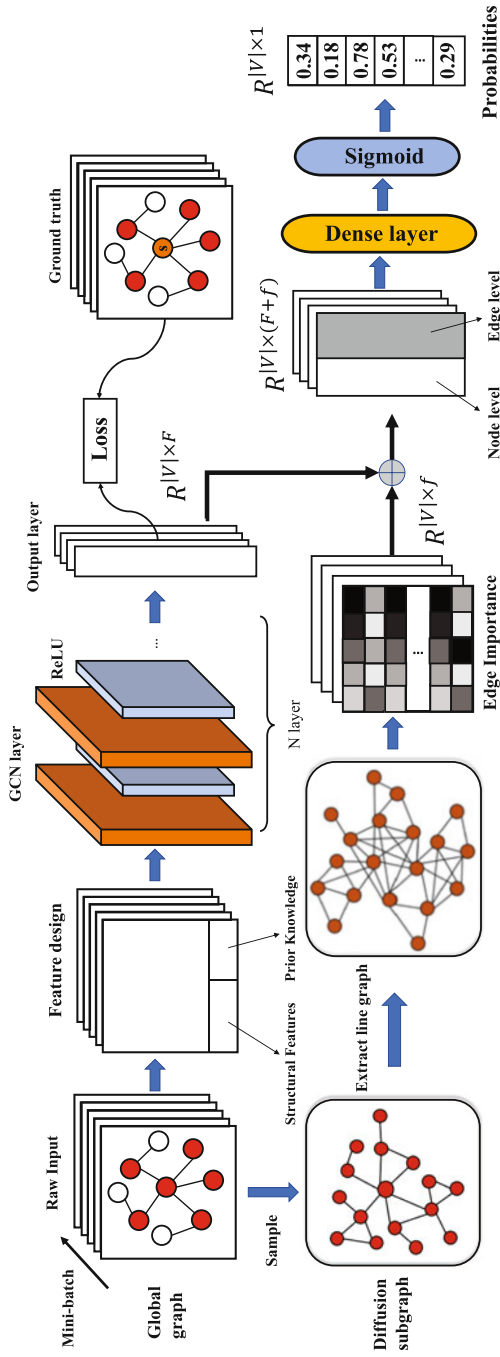 Mini-batch
Raw Input
Global
graph
Feature design
Structural Features
Prior Knowledge
GCN layer
ReLU
...
N layer
Output layer
Loss
Ground truth
s
R^{|V|×F}
Sample
Diffusion
subgraph
Extract line graph
...
Edge Importance
R^{|V|×f}
R^{|V|×(F+f)}
Node level
Edge level
Dense layer
Sigmoid
R^{|V|×1}
0.34
0.18
0.78
0.53
...
0.29
Probabilities